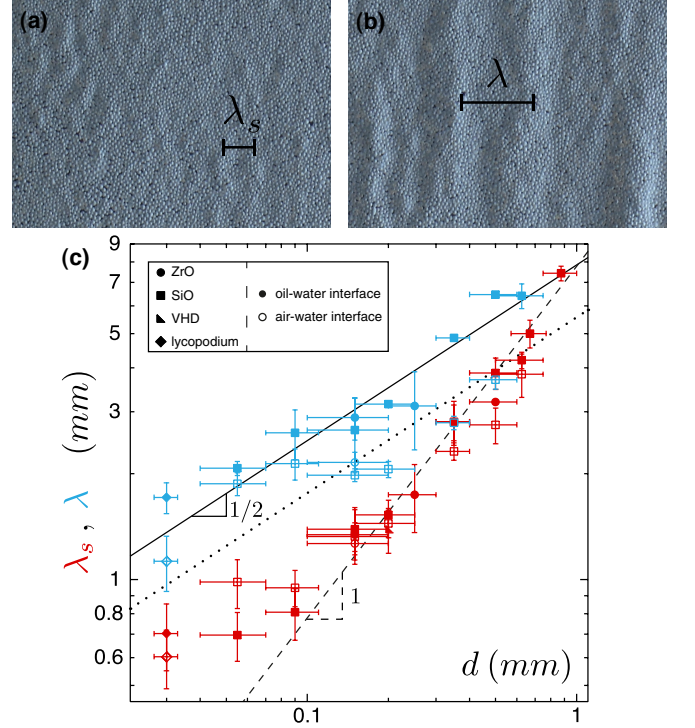 (a)
λs
(b)
λ
(c)
ZrO
SiO
VHD
lycopodium
oil-water interface
air-water interface
9
7
5
3
1
0.8
0.6
λs , λ (mm)
1/2
1
d (mm)
0.1
1